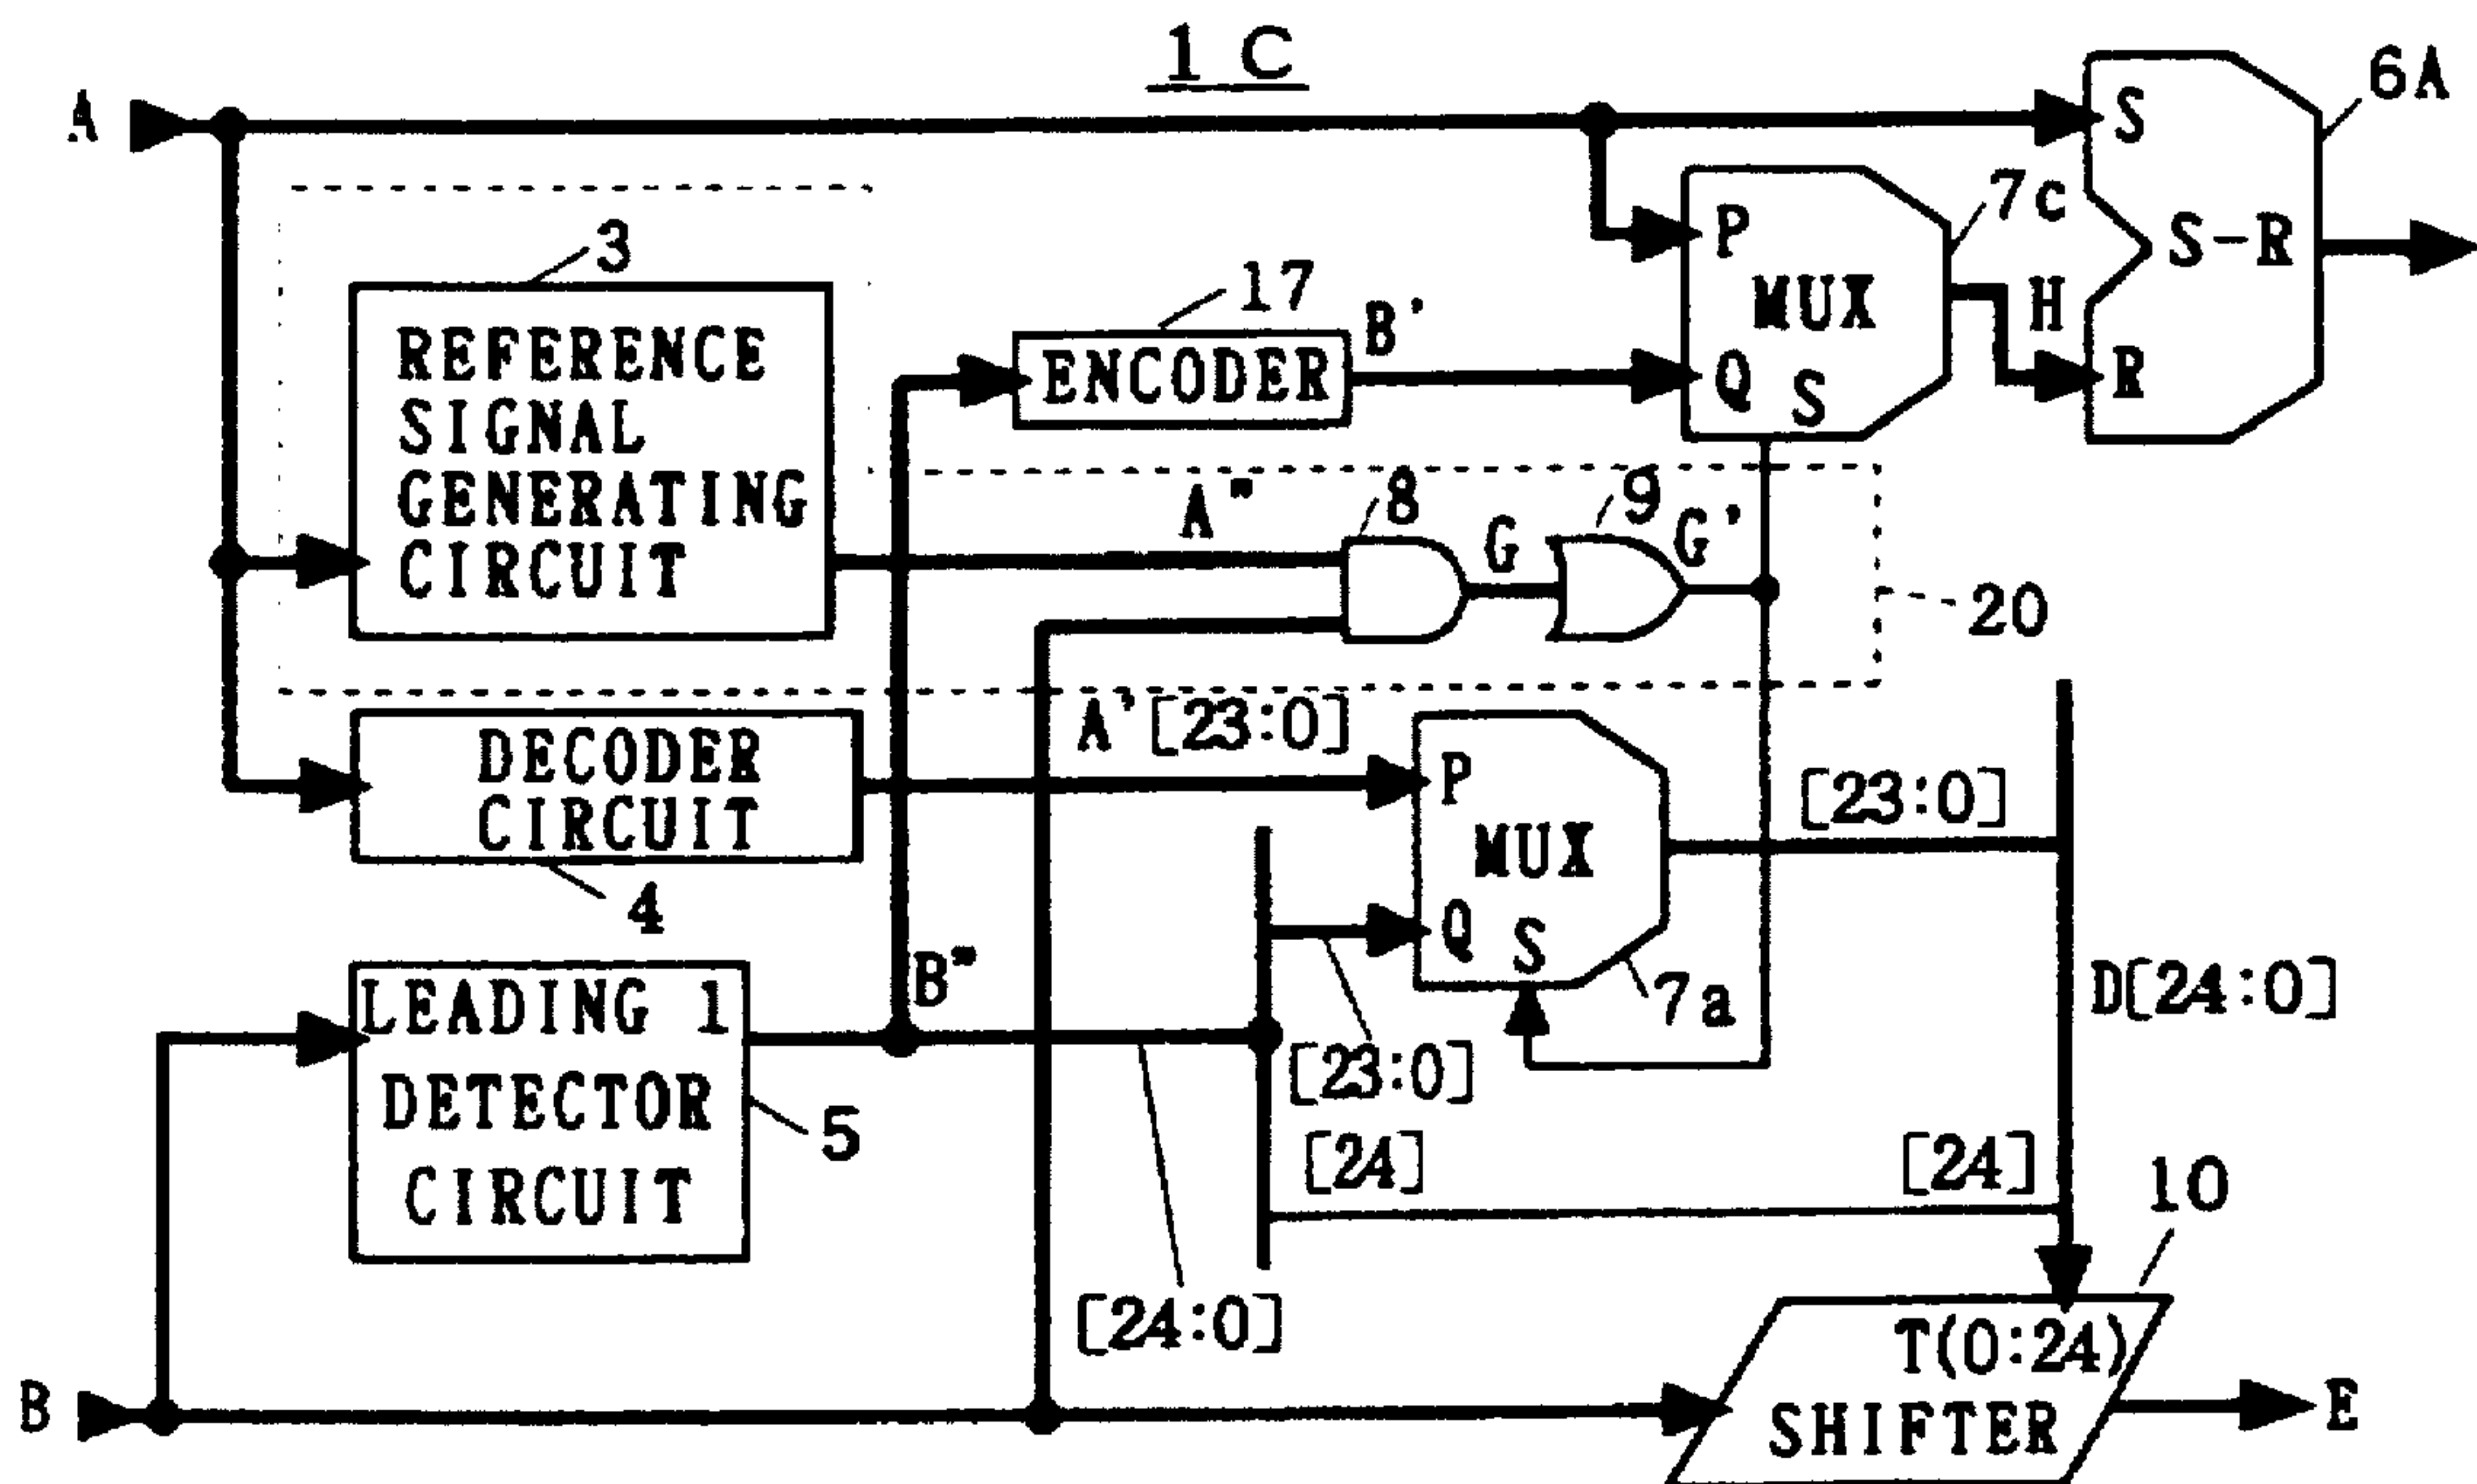 1 C
A
6A
S
7c
3
P
S-R
17
B'
MUX
H
REFERENCE
SIGNAL
GENERATING
CIRCUIT
ENCODER
Q
S
R
A"
8
G
9
G'
20
A'[23:0]
DECODER
CIRCUIT
P
MUX
[23:0]
4
Q
S
B"
7a
D[24:0]
LEADING 1
DETECTOR
CIRCUIT
5
[23:0]
[24]
[24]
10
[24:0]
T(0:24)
SHIFTER
B
E